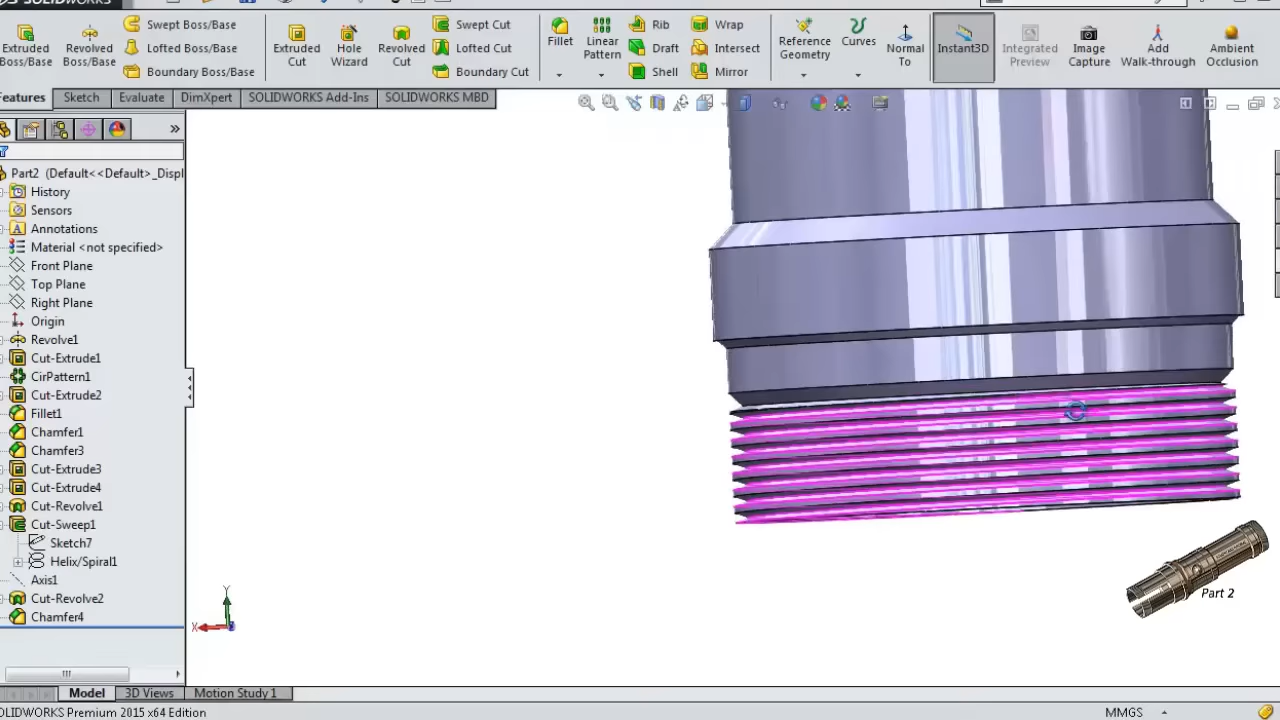 Swept Boss/Base
Swept Cut
Rib
Wrap
Extruded Boss/Base
Revolved Boss/Base
Lofted Boss/Base
Extruded Cut
Hole Wizard
Revolved Cut
Lofted Cut
Fillet
Linear Pattern
Draft
Intersect
Reference Geometry
Curves
Normal To
Instant3D
Integrated Preview
Image Capture
Add Walk-through
Ambient Occlusion
Boundary Boss/Base
Boundary Cut
Shell
Mirror
Features
Sketch
Evaluate
DimXpert
SOLIDWORKS Add-Ins
SOLIDWORKS MBD
»
Part2 (Default<<Default>_Displ
History
Sensors
A Annotations
Material <not specified>
Front Plane
Top Plane
Right Plane
Origin
Revolve1
Cut-Extrude1
CirPattern1
Cut-Extrude2
Fillet1
Chamfer1
Chamfer3
Cut-Extrude3
Cut-Extrude4
Cut-Revolve1
Cut-Sweep1
Sketch7
Helix/Spiral1
Axis1
Cut-Revolve2
Chamfer4
Y
X
Part 2
Model
3D Views
Motion Study 1
OLIDWORKS Premium 2015 x64 Edition
MMGS